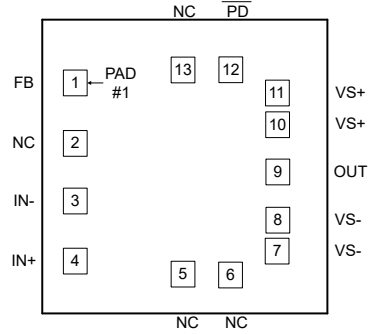 NC P̅D̅
FB 1 PAD #1 13 12
11 VS+
10 VS+
NC 2
9 OUT
IN- 3
8 VS-
7 VS-
IN+ 4
5 6
NC NC